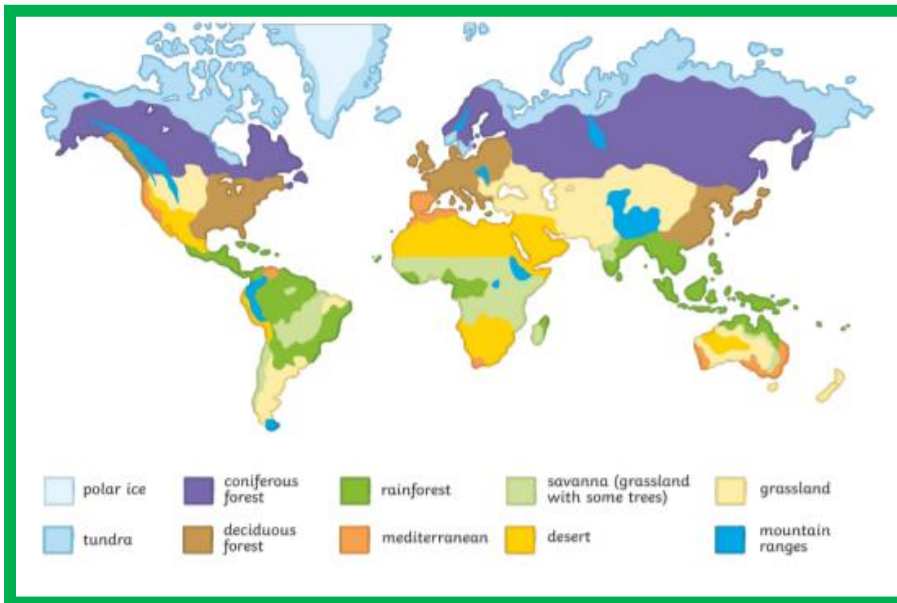 polar ice
coniferous
forest
rainforest
savanna (grassland
with some trees)
grassland
tundra
deciduous
forest
mediterranean
desert
mountain
ranges